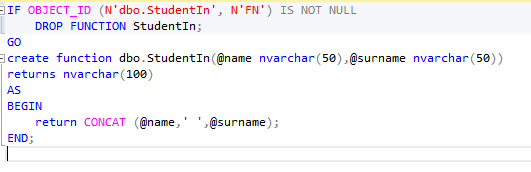 IF OBJECT_ID (N'dbo.StudentIn', N'FN') IS NOT NULL
DROP FUNCTION StudentIn;
GO
create function dbo.StudentIn(@name nvarchar(50),@surname nvarchar(50))
returns nvarchar(100)
AS
BEGIN
return CONCAT (@name,' ',@surname);
END;